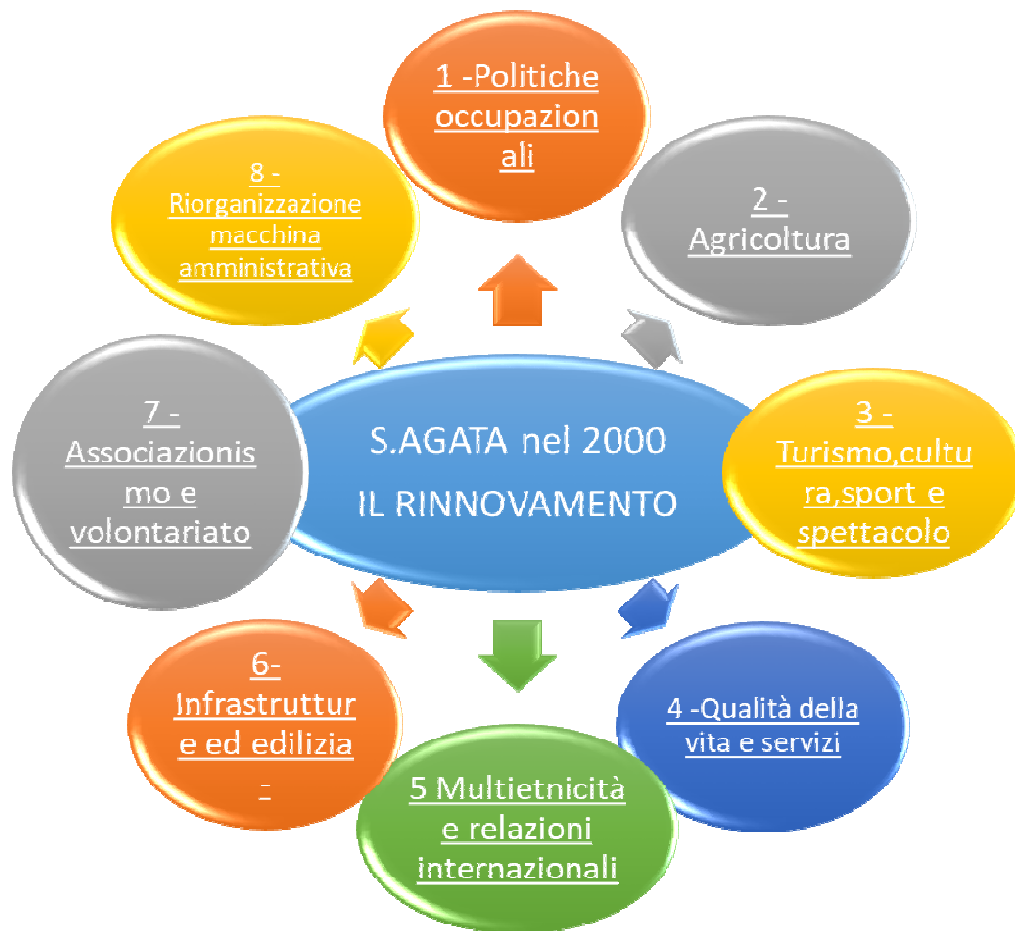 1 -Politiche
occupazion
ali
2 -
Agricoltura
3 -
Turismo,cultu
ra,sport e
spettacolo
4 -Qualità della
vita e servizi
5 Multietnicità
e relazioni
internazionali
6-
Infrastruttur
e ed edilizia
-
7 -
Associazionis
mo e
volontariato
8 -
Riorganizzazione
macchina
amministrativa
S.AGATA nel 2000
IL RINNOVAMENTO